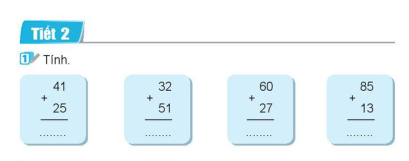 Tiết 2
1 Tính.
41 32 60 85
+ + + +
25 51 27 13
........ ........ ........ ........